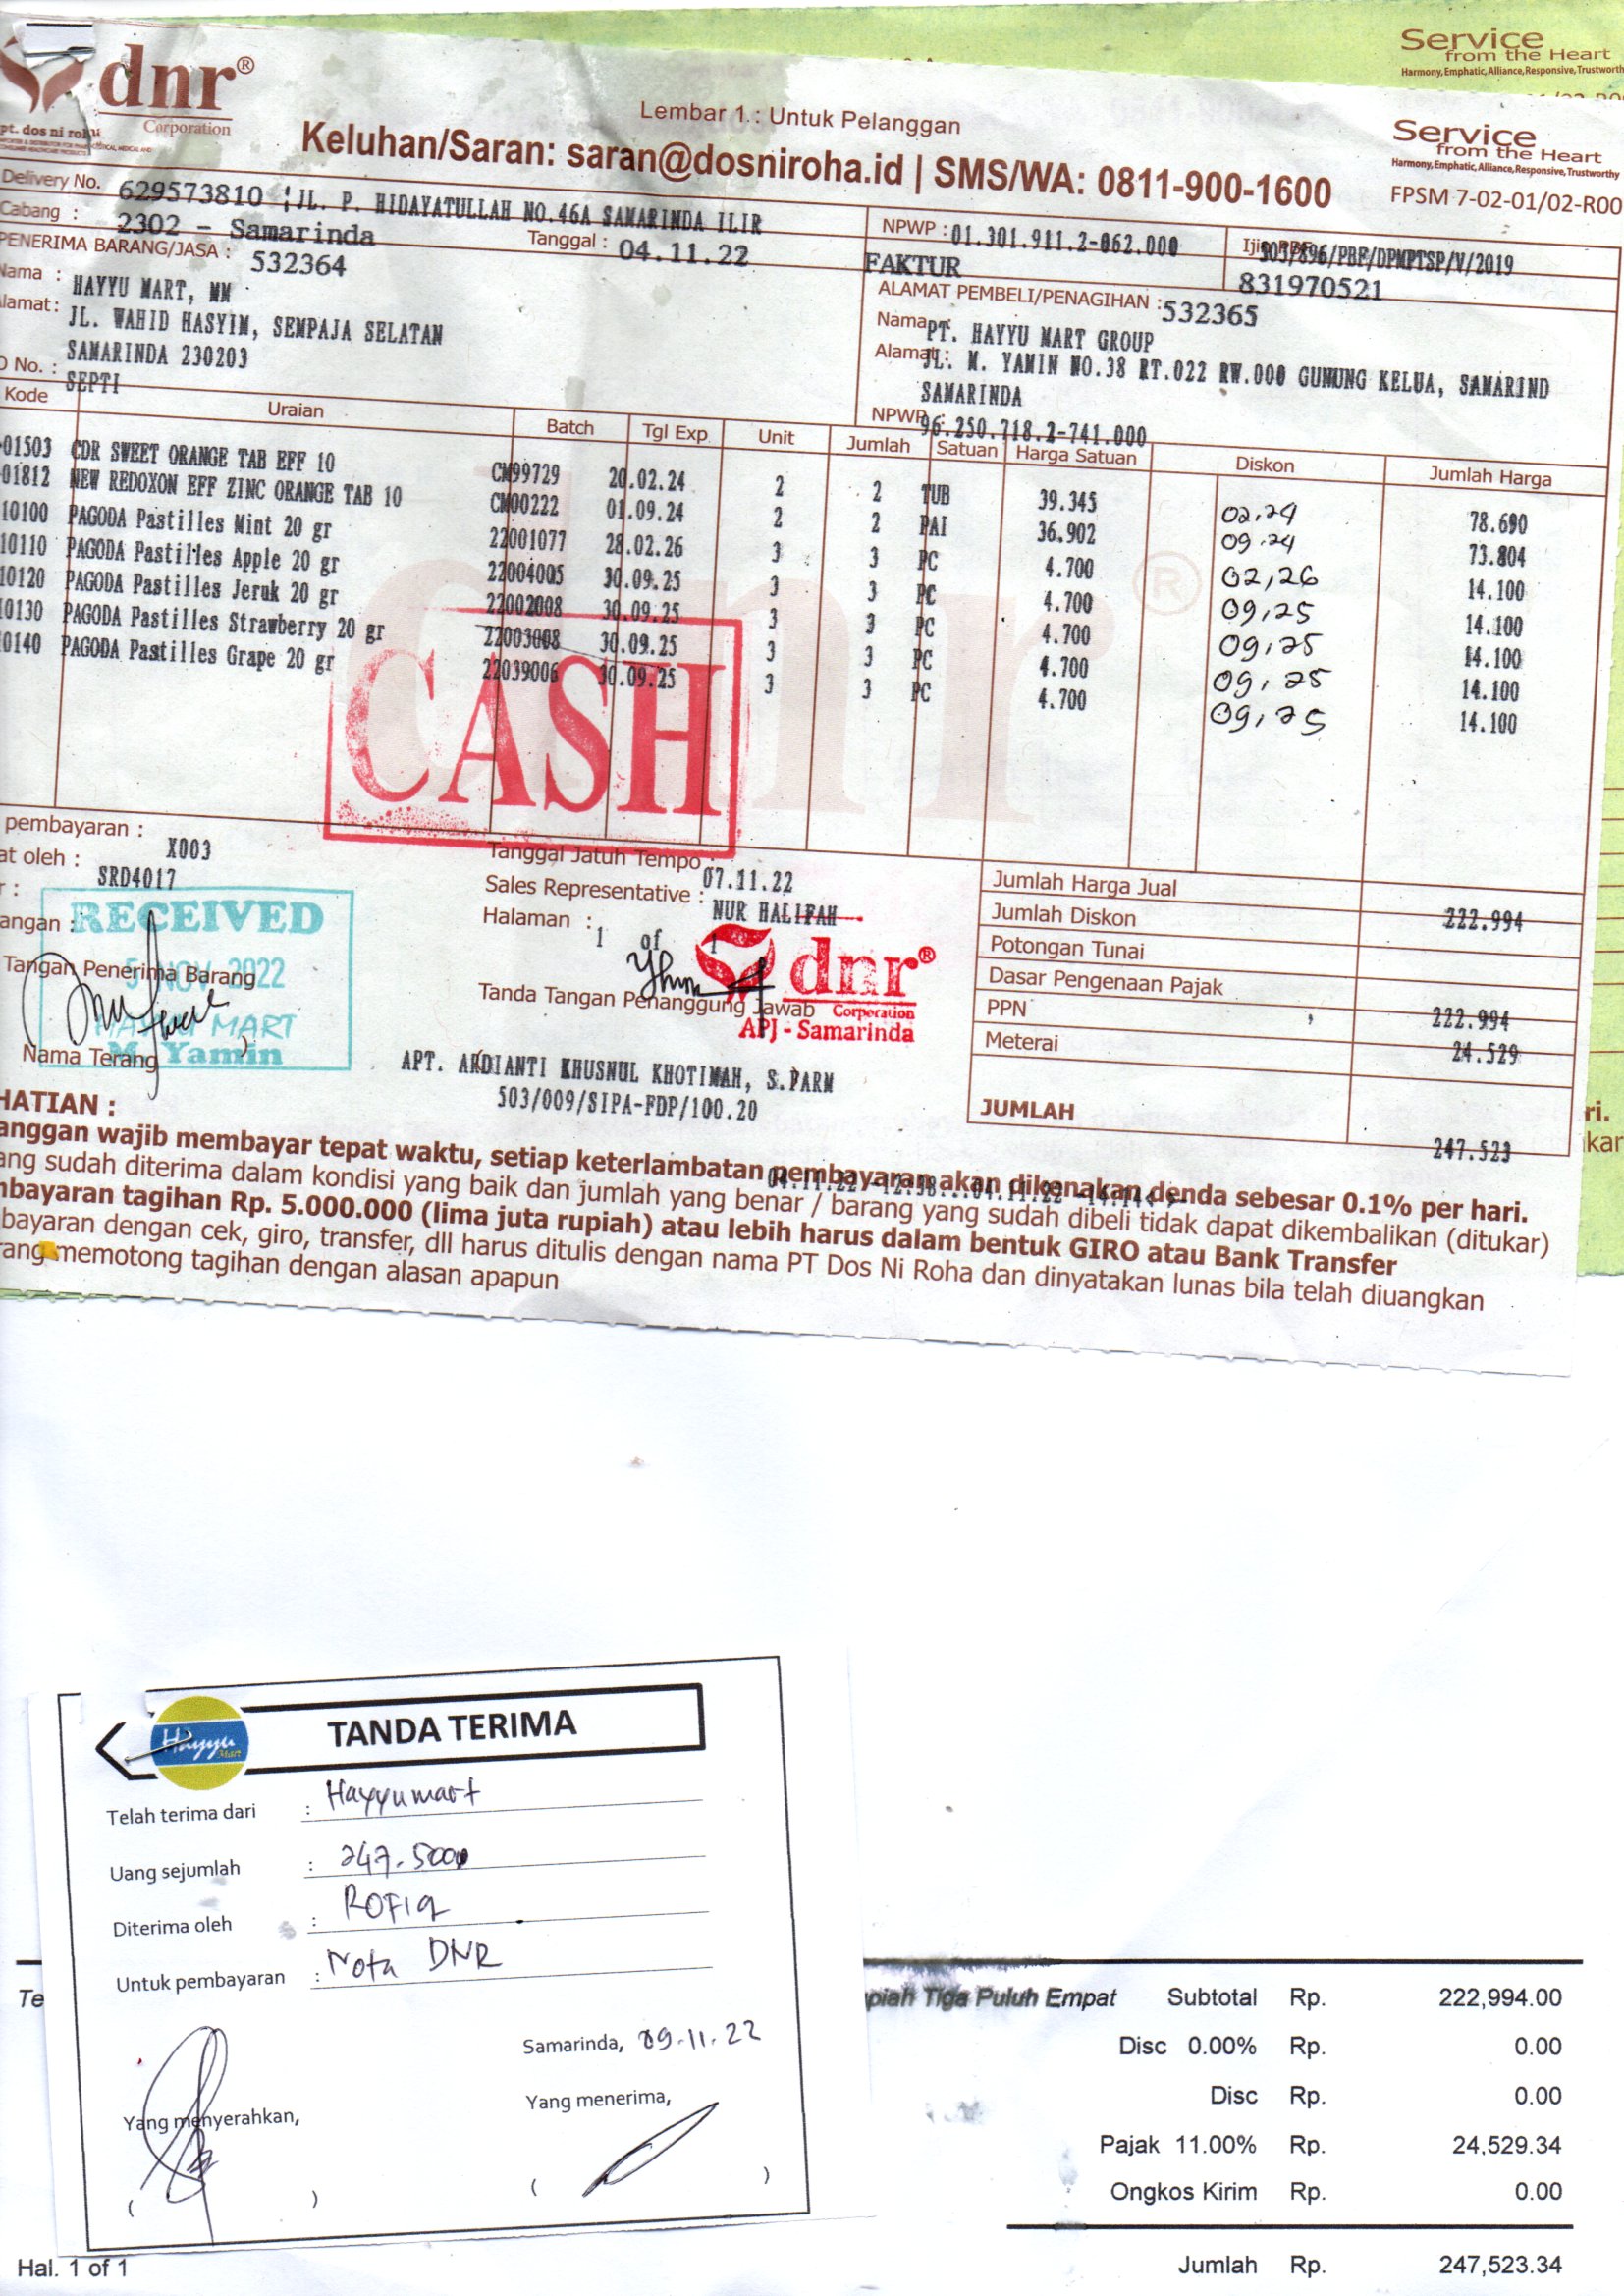 Service
from the Heart
Harmony, Emphatic, Alliance, Responsive, Trustworth
dnr®
Corporation
pt. dos ni roha
Lembar 1 : Untuk Pelanggan
Keluhan/Saran: saran@dosniroha.id | SMS/WA: 0811-900-1600
Service
from the Heart
Harmony, Emphatic, Alliance, Responsive, Trustworthy
FPSM 7-02-01/02-R00
Delivery No. 629573810 ; JL. P. HIDAYATULLAH NO.46A SAMARINDA ILIR
Cabang : 2302 - Samarinda
Tanggal : 04.11.22
NPWP : 01.301.911.2-062.000
503/896/PBF/DPMPTSP/V/2019
PENERIMA BARANG/JASA : 532364
FAKTUR 831970521
Nama : HAYYU MART, MM
lamat: JL. WAHID HASYIM, SEMPAJA SELATAN
SAMARINDA 230203
O No. : SEPTI
ALAMAT PEMBELI/PENAGIHAN : 532365
Nama PT. HAYYU MART GROUP
Alamat : JL. M. YAMIN NO.38 RT.022 RW.000 GUNUNG KELUA, SAMARIND
SAMARINDA
NPWP : 96.250.718.2-741.000
Kode Uraian Batch Tgl Exp Unit Jumlah Satuan Harga Satuan Diskon Jumlah Harga
01503 CDR SWEET ORANGE TAB EFF 10 CM99729 20.02.24 2 2 TUB 39.345 02,24 78.690
01812 NEW REDOXON EFF ZINC ORANGE TAB 10 CM00222 01.09.24 2 2 PAI 36.902 09.24 73.804
10100 PAGODA Pastilles Mint 20 gr 22001077 28.02.26 3 3 PC 4.700 02,26 14.100
10110 PAGODA Pastilles Apple 20 gr 22004005 30.09.25 3 3 PC 4.700 09,25 14.100
10120 PAGODA Pastilles Jeruk 20 gr 22002008 30.09.25 3 3 PC 4.700 09,25 14.100
10130 PAGODA Pastilles Strawberry 20 gr 22003008 30.09.25 3 3 PC 4.700 09,25 14.100
10140 PAGODA Pastilles Grape 20 gr 22039006 30.09.25 3 3 PC 4.700 09,25 14.100
CASH
pembayaran : X003
at oleh : SRD4017
r :
angan :
Tanggal Jatuh Tempo : 07.11.22
Sales Representative : NUR HALIFAH
Halaman : 1 of 1
RECEIVED
5 NOV 2022
HAYYU MART
M. Yamin
Tangan Penerima Barang
Nama Terang
dnr®
Corporation
APJ - Samarinda
Tanda Tangan Penanggung Jawab
APT. ARDIANTI KHUSNUL KHOTIMAH, S.FARM
503/009/SIPA-FDP/100.20
Jumlah Harga Jual 222.994
Jumlah Diskon
Potongan Tunai
Dasar Pengenaan Pajak 222.994
PPN 24.529
Meterai
JUMLAH 247.523
HATIAN :
anggan wajib membayar tepat waktu, setiap keterlambatan pembayaran akan dikenakan denda sebesar 0.1% per hari.
ang sudah diterima dalam kondisi yang baik dan jumlah yang benar / barang yang sudah dibeli tidak dapat dikembalikan (ditukar)
mbayaran tagihan Rp. 5.000.000 (lima juta rupiah) atau lebih harus dalam bentuk GIRO atau Bank Transfer
bayaran dengan cek, giro, transfer, dll harus ditulis dengan nama PT Dos Ni Roha dan dinyatakan lunas bila telah diuangkan
rang memotong tagihan dengan alasan apapun
ri.
kar
Hayyu
Mart
TANDA TERIMA
Telah terima dari : Hayyumart
Uang sejumlah : 247.500
Diterima oleh : ROFIQ
Untuk pembayaran : Nota DNR
Samarinda, 09-11-22
Yang menyerahkan,
Yang menerima,
( )
( )
Te
piah Tiga Puluh Empat
Subtotal Rp. 222,994.00
Disc 0.00% Rp. 0.00
Disc Rp. 0.00
Pajak 11.00% Rp. 24,529.34
Ongkos Kirim Rp. 0.00
Jumlah Rp. 247,523.34
Hal. 1 of 1